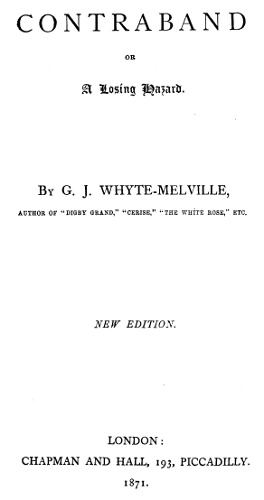 CONTRABAND
OR
A Losing Hazard.
BY G. J. WHYTE-MELVILLE,
AUTHOR OF "DIGBY GRAND," "CERISE," "THE WHITE ROSE," ETC.
NEW EDITION.
LONDON:
CHAPMAN AND HALL, 193, PICCADILLY.
1871.